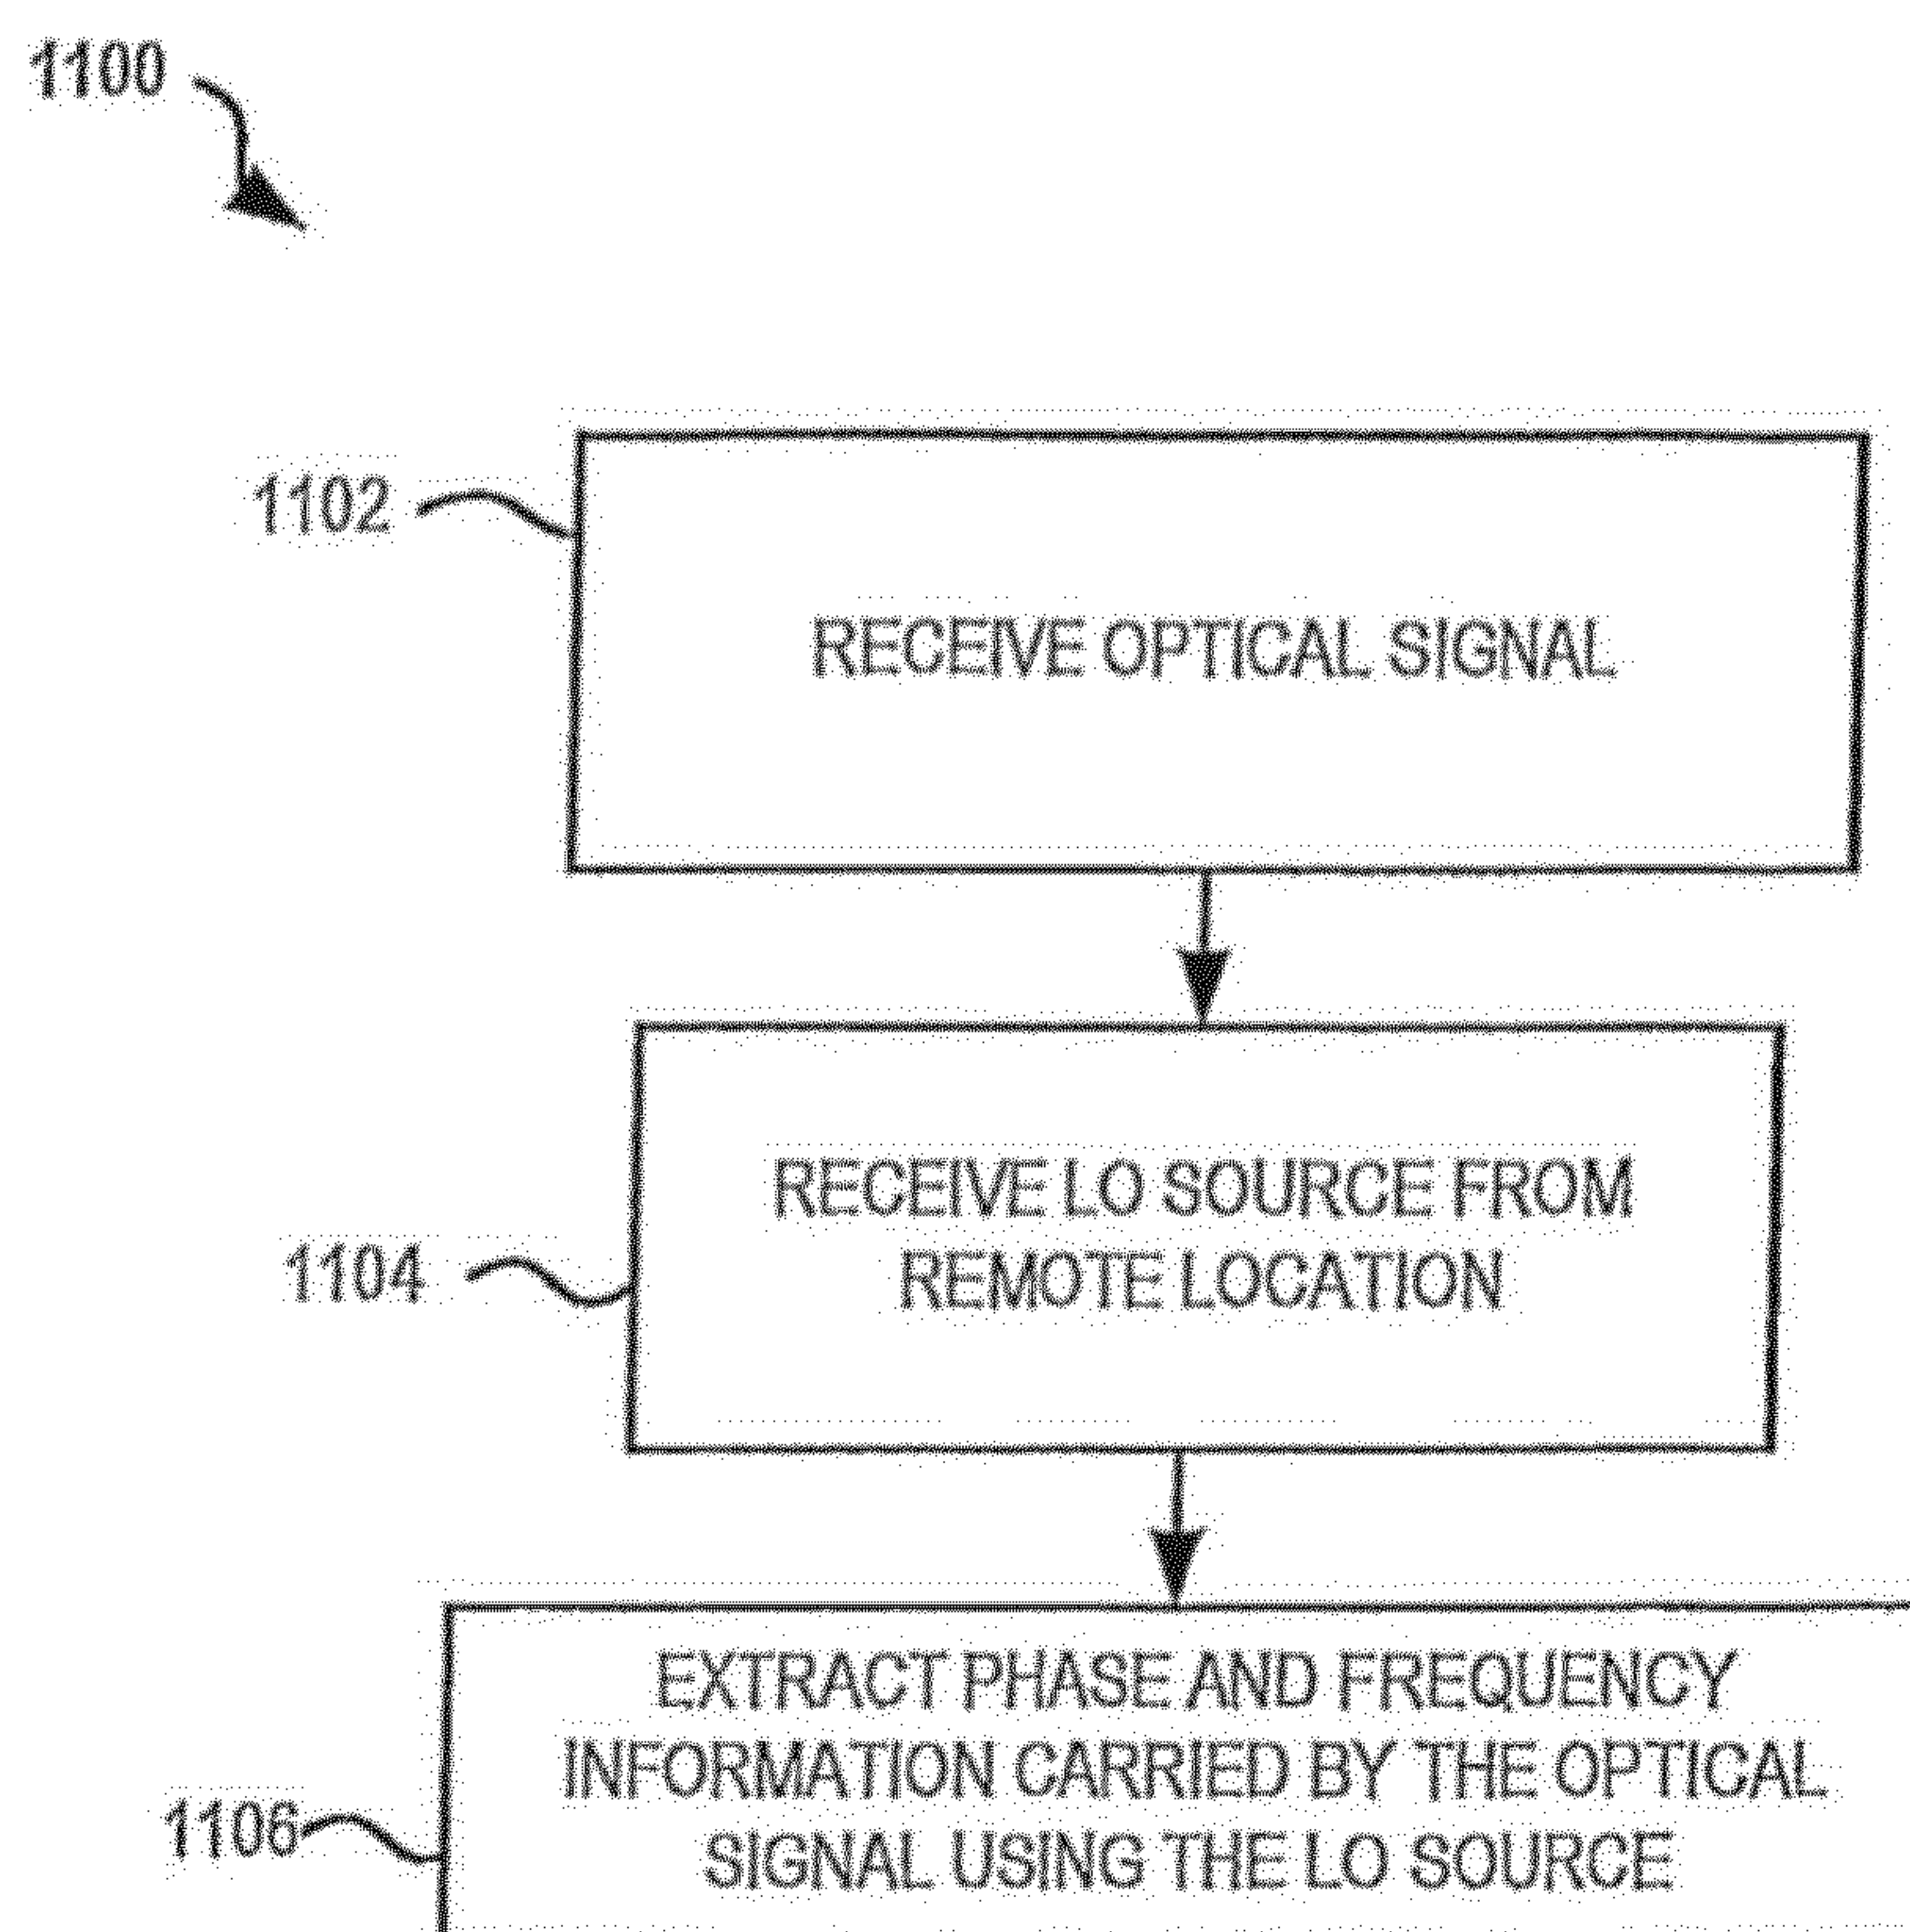 1100
1102
RECEIVE OPTICAL SIGNAL
RECEIVE LO SOURCE FROM
REMOTE LOCATION
1104
EXTRACT PHASE AND FREQUENCY
INFORMATION CARRIED BY THE OPTICAL
1106
SIGNAL USING THE LO SOURCE